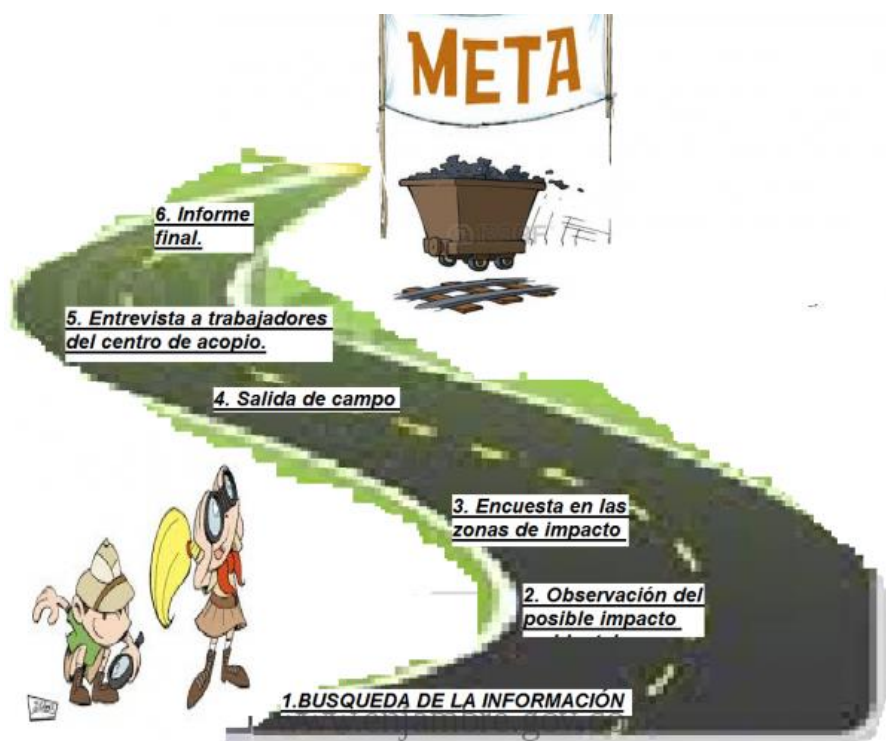 META
6. Informe
final.
5. Entrevista a trabajadores
del centro de acopio.
4. Salida de campo
3. Encuesta en las
zonas de impacto
2. Observación del
posible impacto
1.BUSQUEDA DE LA INFORMACIÓN